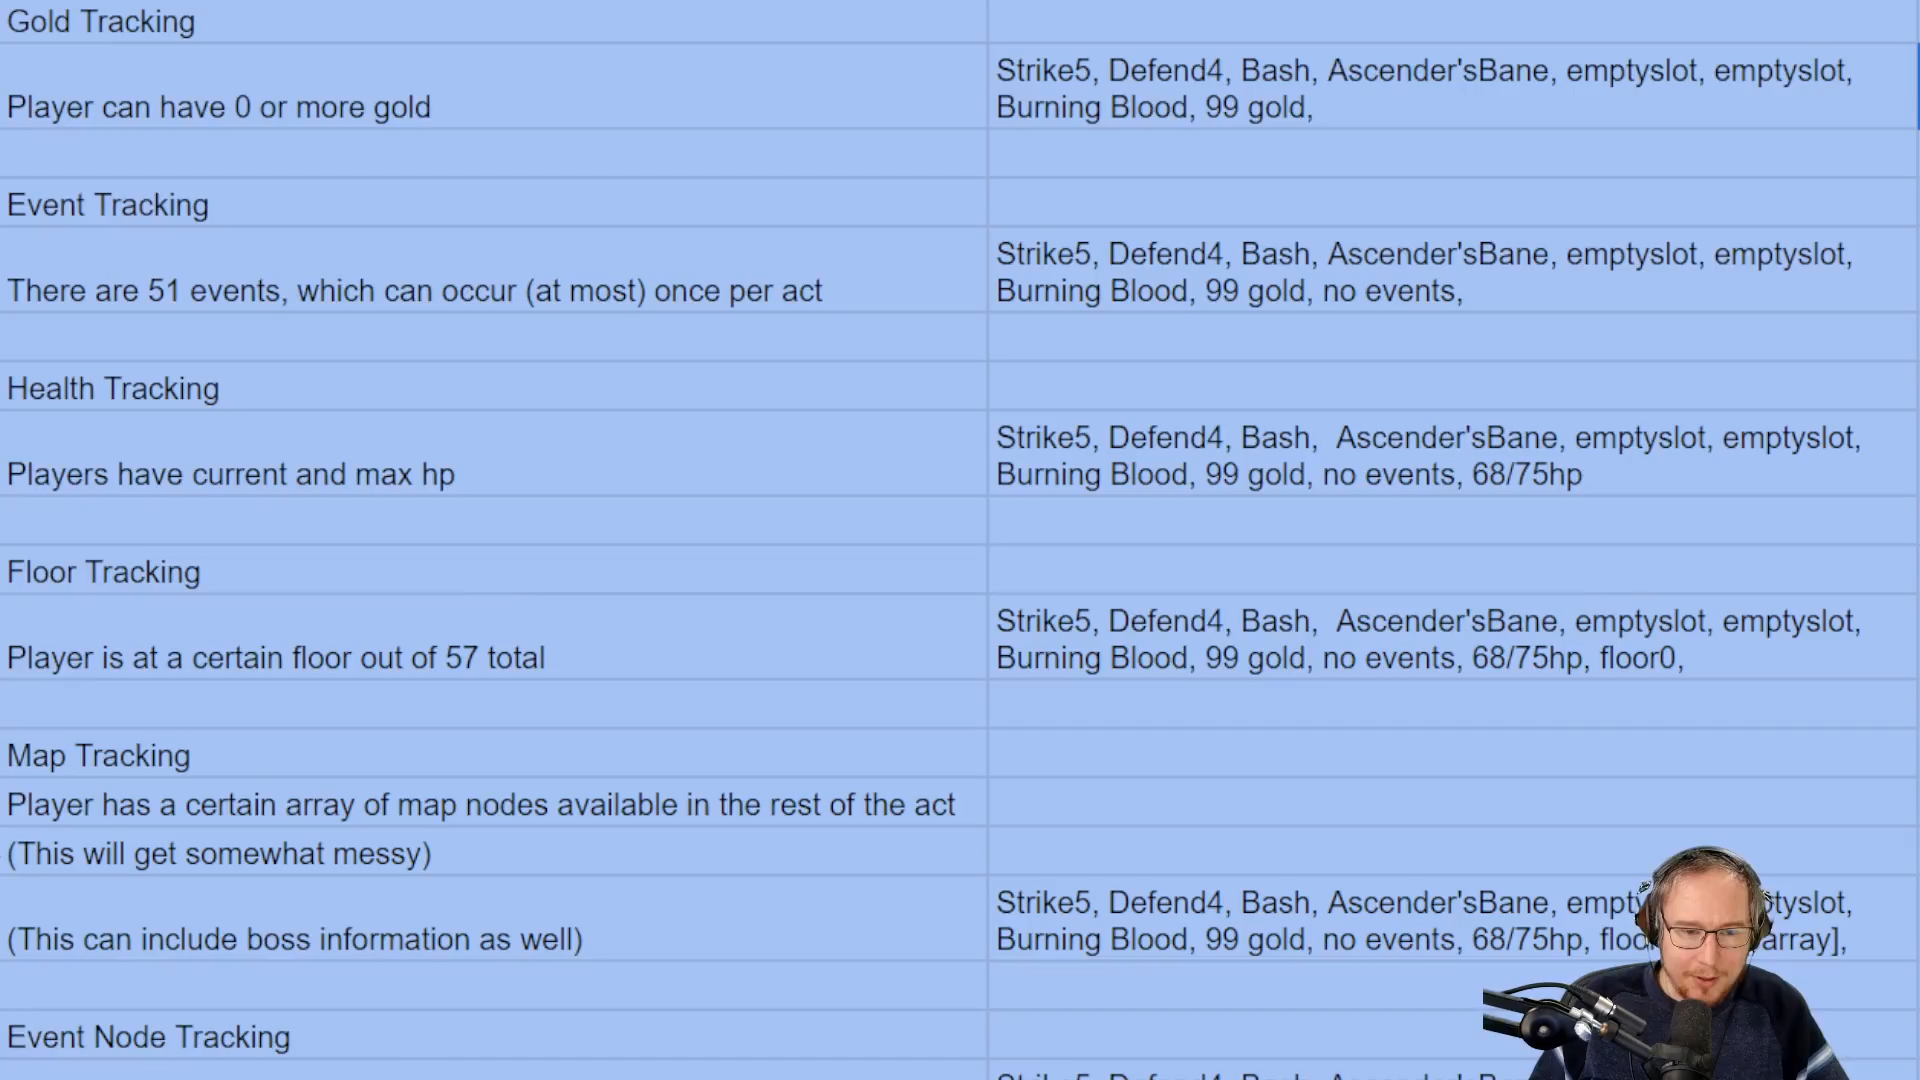 Gold Tracking
Strike5, Defend4, Bash, Ascender'sBane, emptyslot, emptyslot,
Player can have 0 or more gold
Burning Blood, 99 gold,
Event Tracking
Strike5, Defend4, Bash, Ascender'sBane, emptyslot, emptyslot,
There are 51 events, which can occur (at most) once per act
Burning Blood, 99 gold, no events,
Health Tracking
Strike5, Defend4, Bash,  Ascender'sBane, emptyslot, emptyslot,
Players have current and max hp
Burning Blood, 99 gold, no events, 68/75hp
Floor Tracking
Strike5, Defend4, Bash,  Ascender'sBane, emptyslot, emptyslot,
Player is at a certain floor out of 57 total
Burning Blood, 99 gold, no events, 68/75hp, floor0,
Map Tracking
Player has a certain array of map nodes available in the rest of the act
(This will get somewhat messy)
Strike5, Defend4, Bash, Ascender'sBane,
(This can include boss information as well)
Burning Blood, 99 gold, no events, 68/75hp, array],
Event Node Tracking